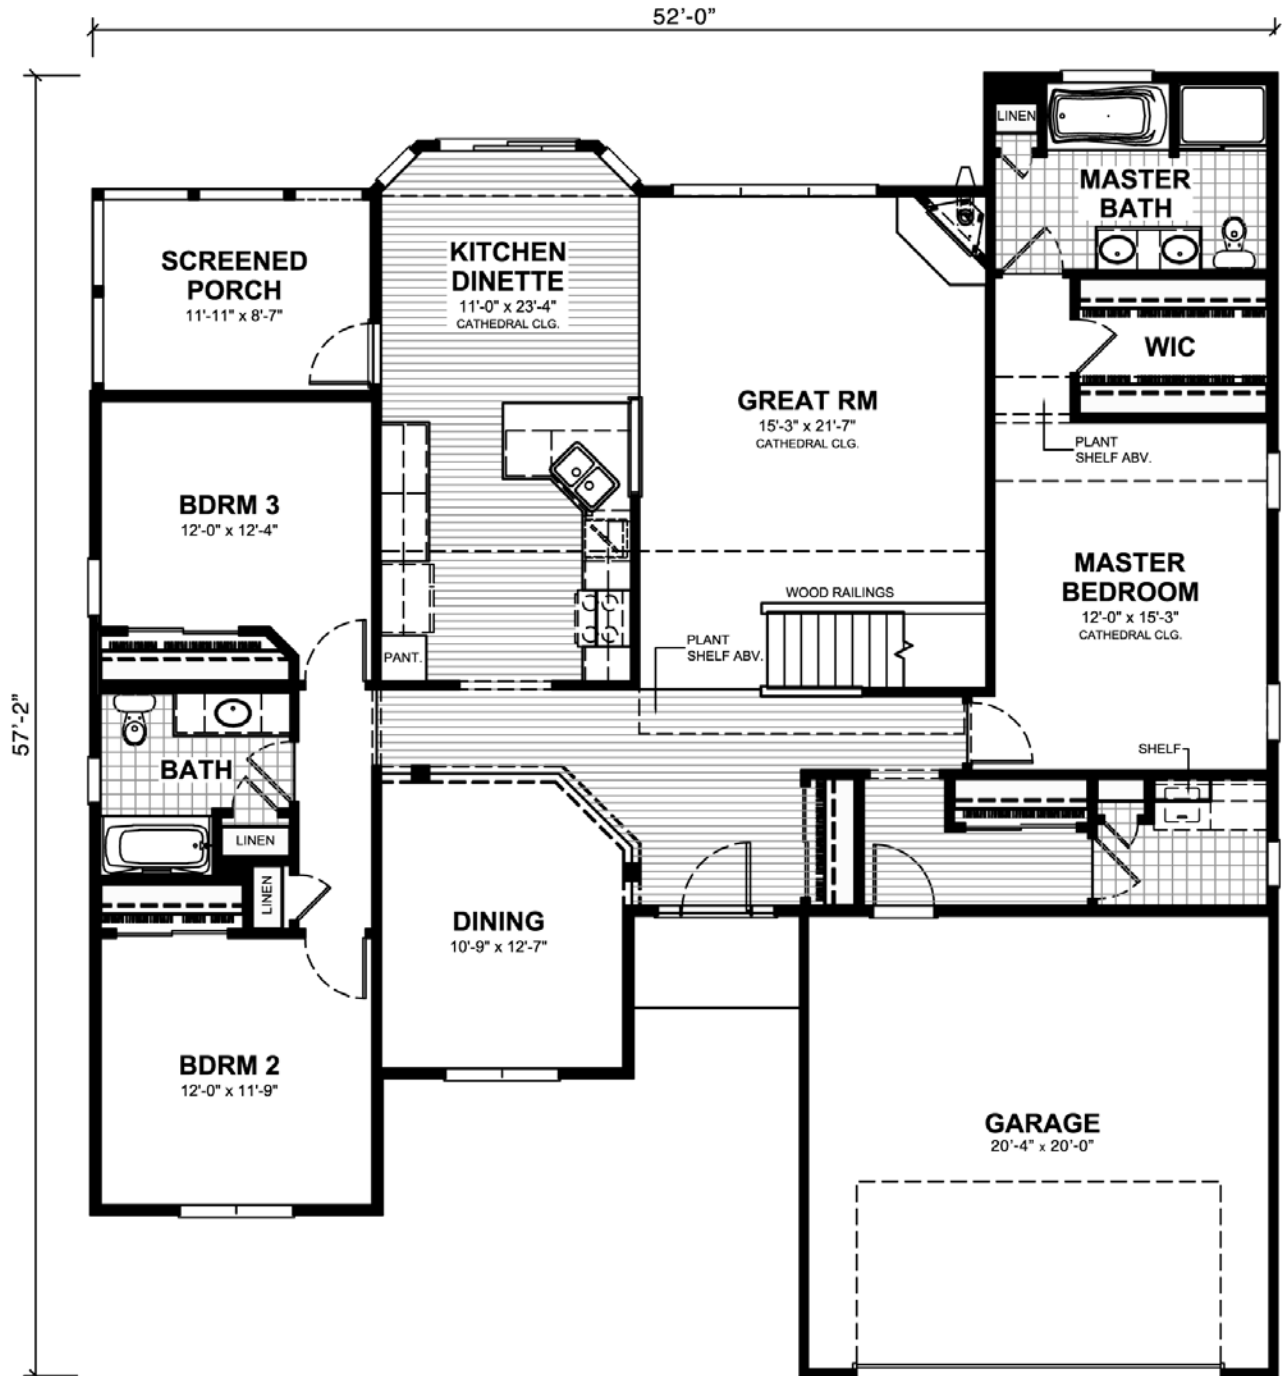 52’-0”
57’-2”
LINEN
MASTER
BATH
SCREENED
PORCH
11'-11" x 8'-7"
KITCHEN
DINETTE
11'-0" x 23'-4"
CATHEDRAL CLG.
WIC
GREAT RM
15'-3" x 21'-7"
CATHEDRAL CLG.
PLANT
SHELF ABV.
BDRM 3
12'-0" x 12'-4"
MASTER
BEDROOM
12'-0" x 15'-3"
CATHEDRAL CLG.
WOOD RAILINGS
PLANT
SHELF ABV.
PANT.
SHELF
BATH
LINEN
LINEN
DINING
10'-9" x 12'-7"
BDRM 2
12'-0" x 11'-9"
GARAGE
20'-4" x 20'-0"